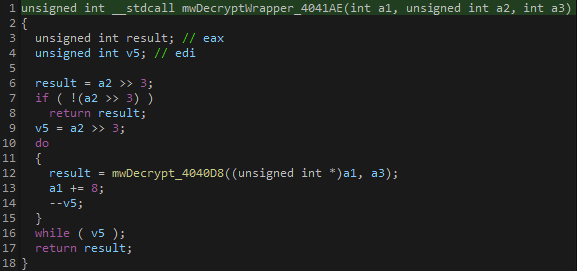 1 unsigned int __stdcall mwDecryptWrapper_4041AE(int a1, unsigned int a2, int a3)
2 {
3 unsigned int result; // eax
4 unsigned int v5; // edi
5
6 result = a2 >> 3;
7 if ( !(a2 >> 3) )
8 return result;
9 v5 = a2 >> 3;
10 do
11 {
12 result = mwDecrypt_4040D8((unsigned int *)a1, a3);
13 a1 += 8;
14 --v5;
15 }
16 while ( v5 );
17 return result;
18 }